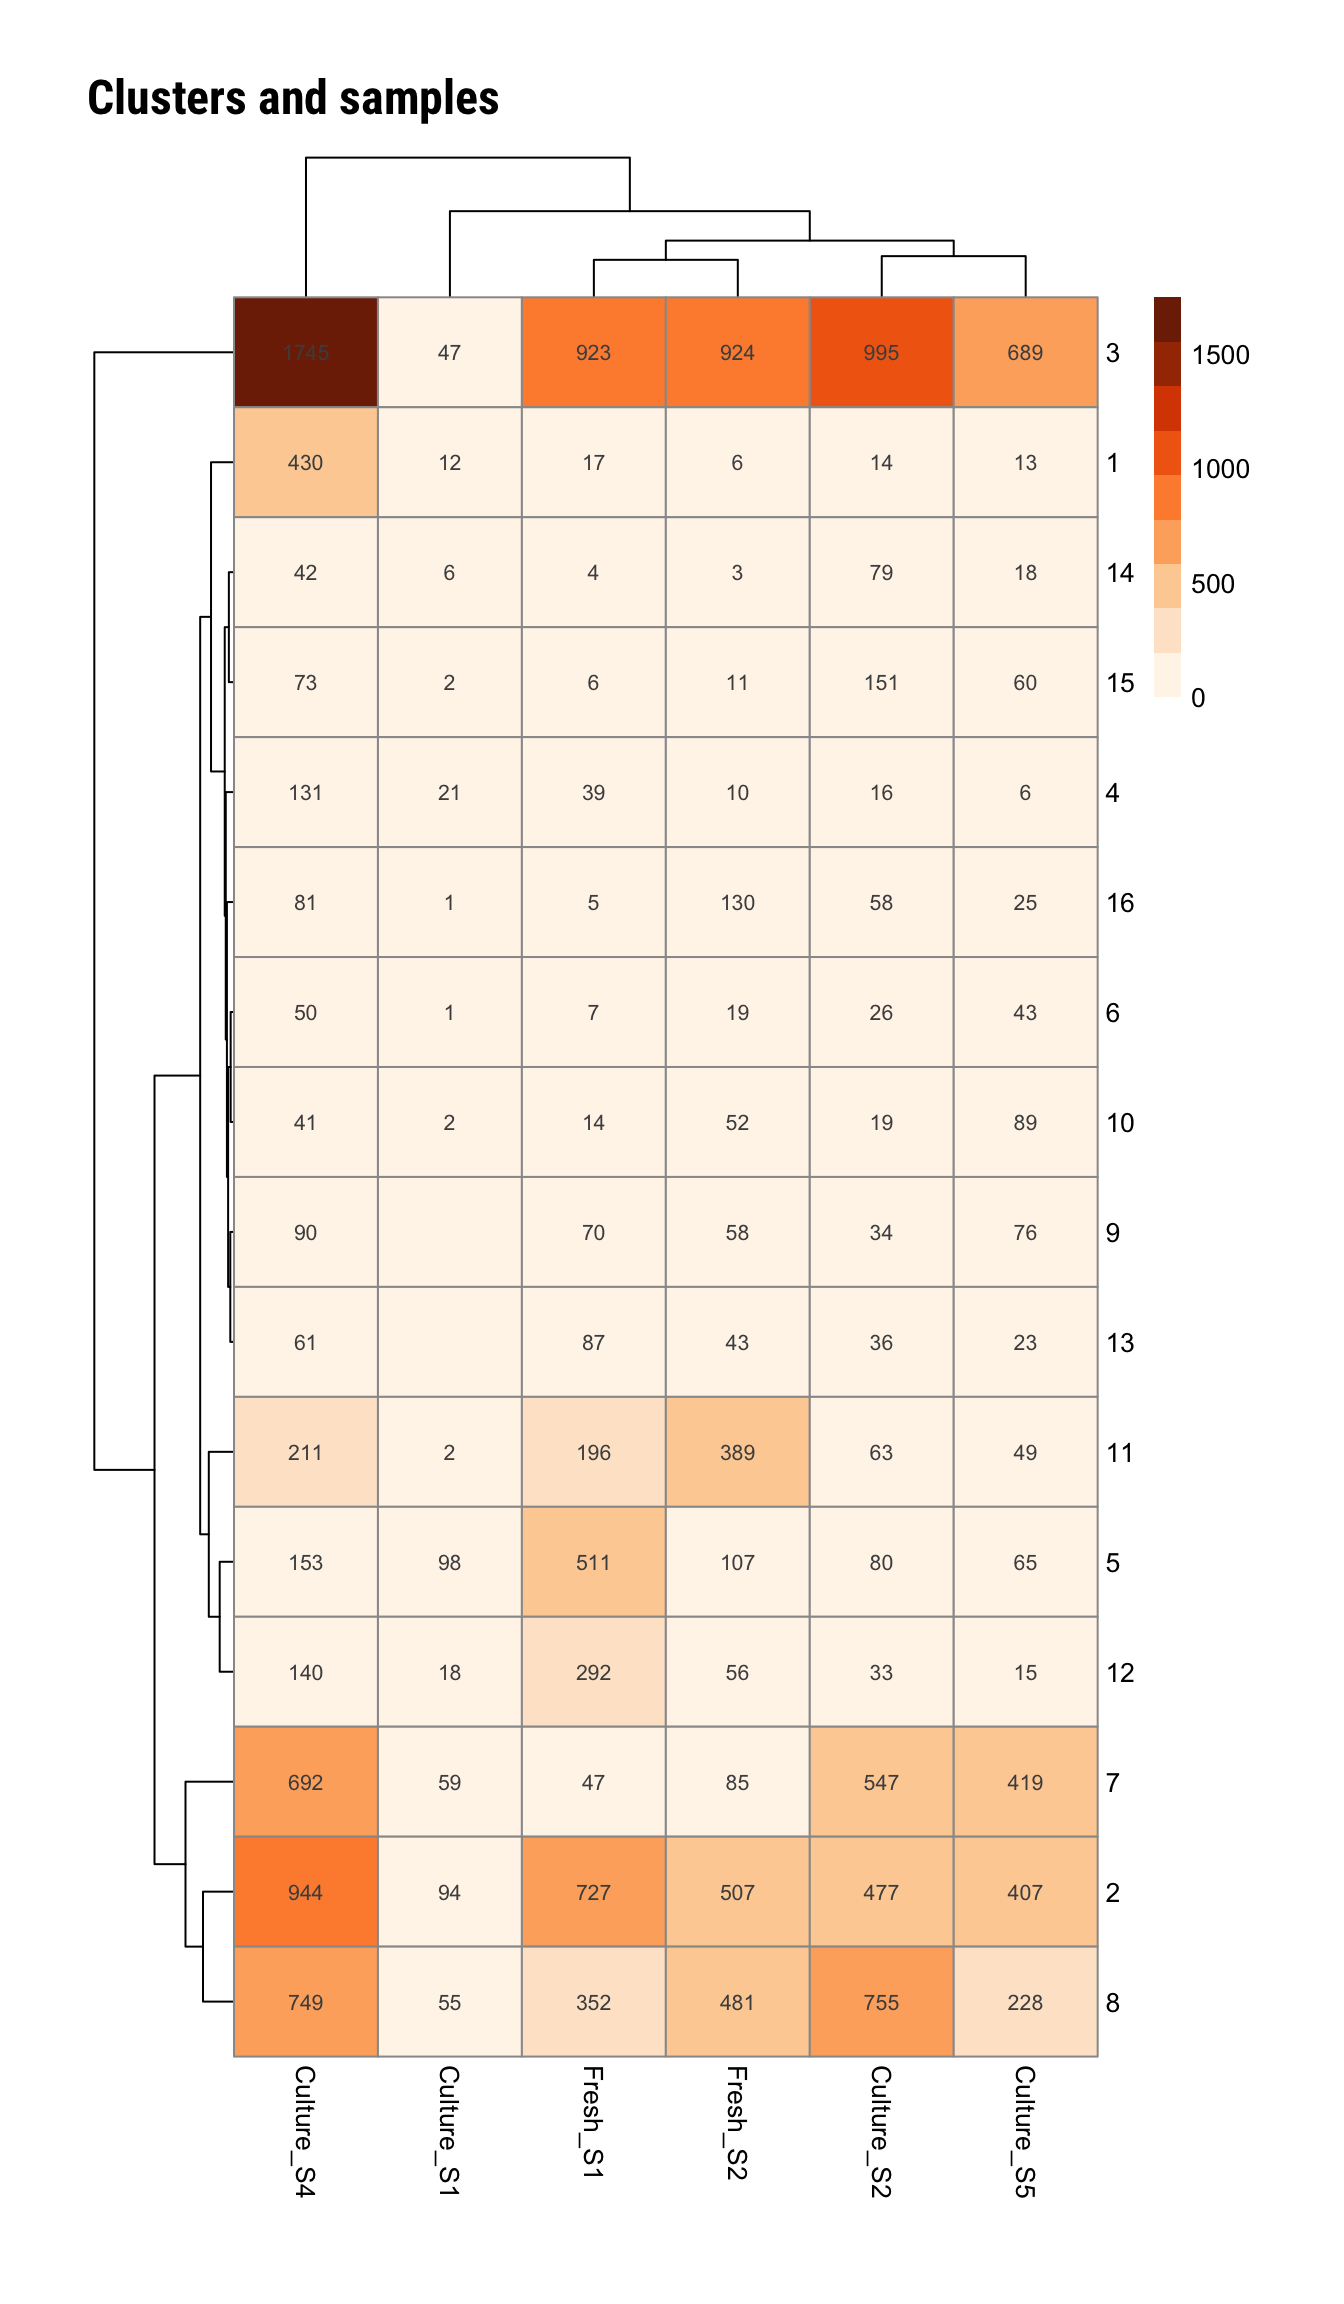 Clusters and samples
1745 47 923 924 995 689 3
1500
430 12 17 6 14 13 1
1000
42 6 4 3 79 18 14
500
73 2 6 11 151 60 15
0
131 21 39 10 16 6 4
81 1 5 130 58 25 16
50 1 7 19 26 43 6
41 2 14 52 19 89 10
90 70 58 34 76 9
61 87 43 36 23 13
211 2 196 389 63 49 11
153 98 511 107 80 65 5
140 18 292 56 33 15 12
692 59 47 85 547 419 7
944 94 727 507 477 407 2
749 55 352 481 755 228 8
Culture_S4
Culture_S1
Fresh_S1
Fresh_S2
Culture_S2
Culture_S5